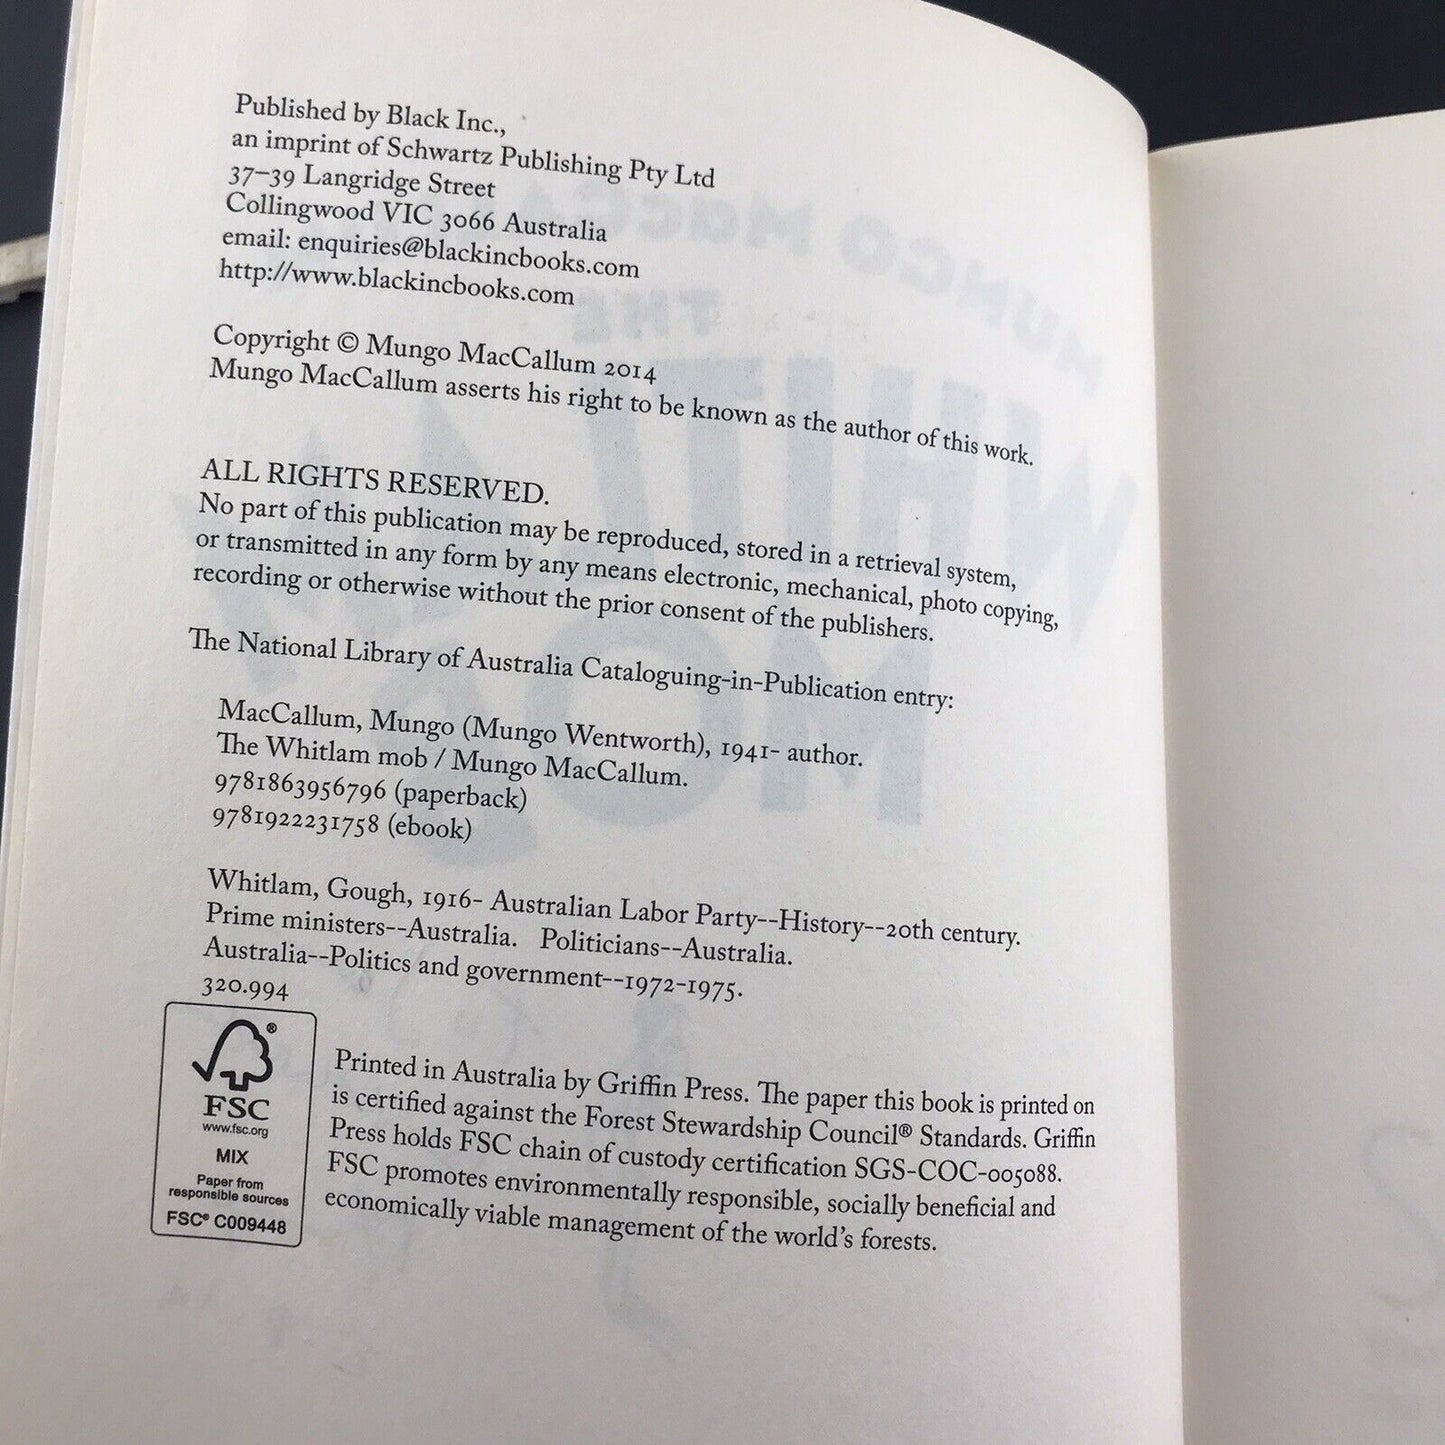 Published by Black Inc.,
an imprint of Schwartz Publishing Pty Ltd
37–39 Langridge Street
Collingwood VIC 3066 Australia
email: enquiries@blackincbooks.com
http://www.blackincbooks.com
Copyright © Mungo MacCallum 2014
Mungo MacCallum asserts his right to be known as the author of this work.
ALL RIGHTS RESERVED.
No part of this publication may be reproduced, stored in a retrieval system,
or transmitted in any form by any means electronic, mechanical, photo copying,
recording or otherwise without the prior consent of the publishers.
The National Library of Australia Cataloguing-in-Publication entry:
MacCallum, Mungo (Mungo Wentworth), 1941- author.
The Whitlam mob / Mungo MacCallum.
9781863956796 (paperback)
9781922231758 (ebook)
Whitlam, Gough, 1916- Australian Labor Party--History--20th century.
Prime ministers--Australia. Politicians--Australia.
Australia--Politics and government--1972-1975.
320.994
FSC
www.fsc.org
MIX
Paper from
responsible sources
FSC® C009448
Printed in Australia by Griffin Press. The paper this book is printed on
is certified against the Forest Stewardship Council® Standards. Griffin
Press holds FSC chain of custody certification SGS-COC-005088.
FSC promotes environmentally responsible, socially beneficial and
economically viable management of the world's forests.